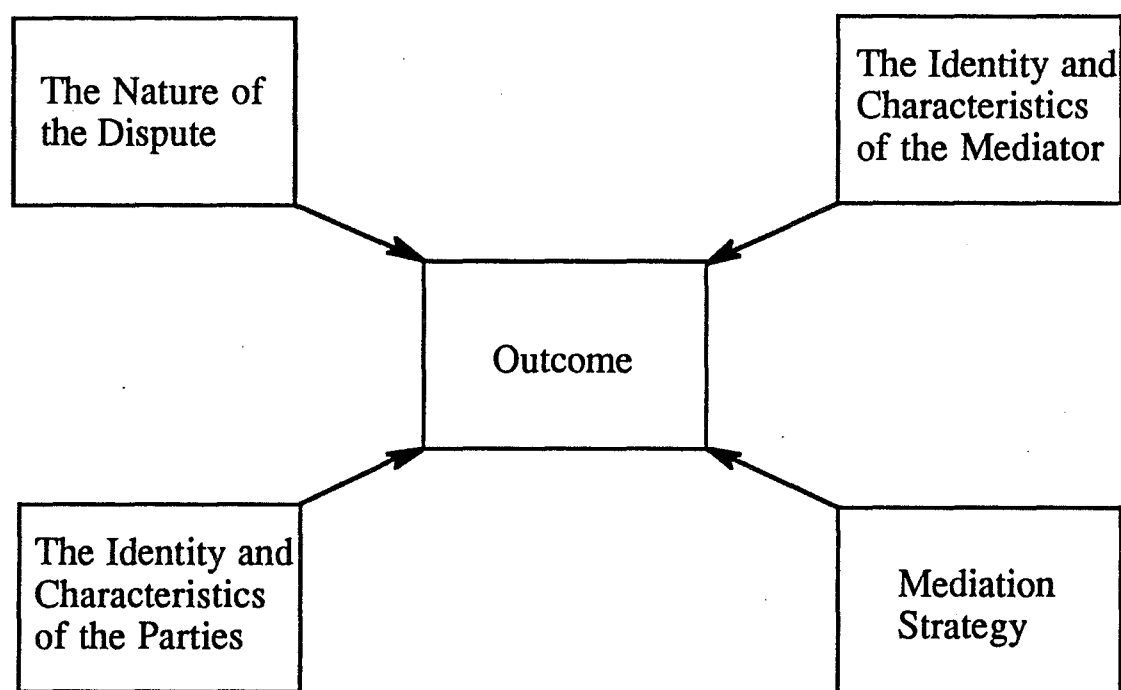 The Nature of
the Dispute
The Identity and
Characteristics
of the Mediator
Outcome
The Identity and
Characteristics
of the Parties
Mediation
Strategy